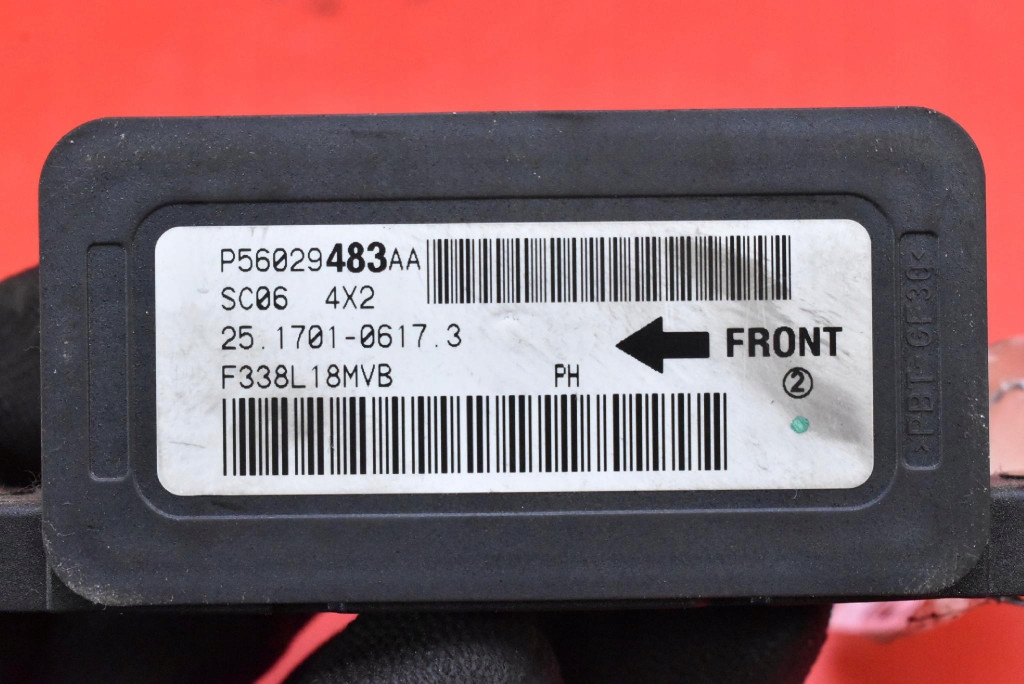 P56029483AA
SC06 4X2
25.1701-0617.3
FRONT
F338L18MVB PH
2
>PBT-GF30<